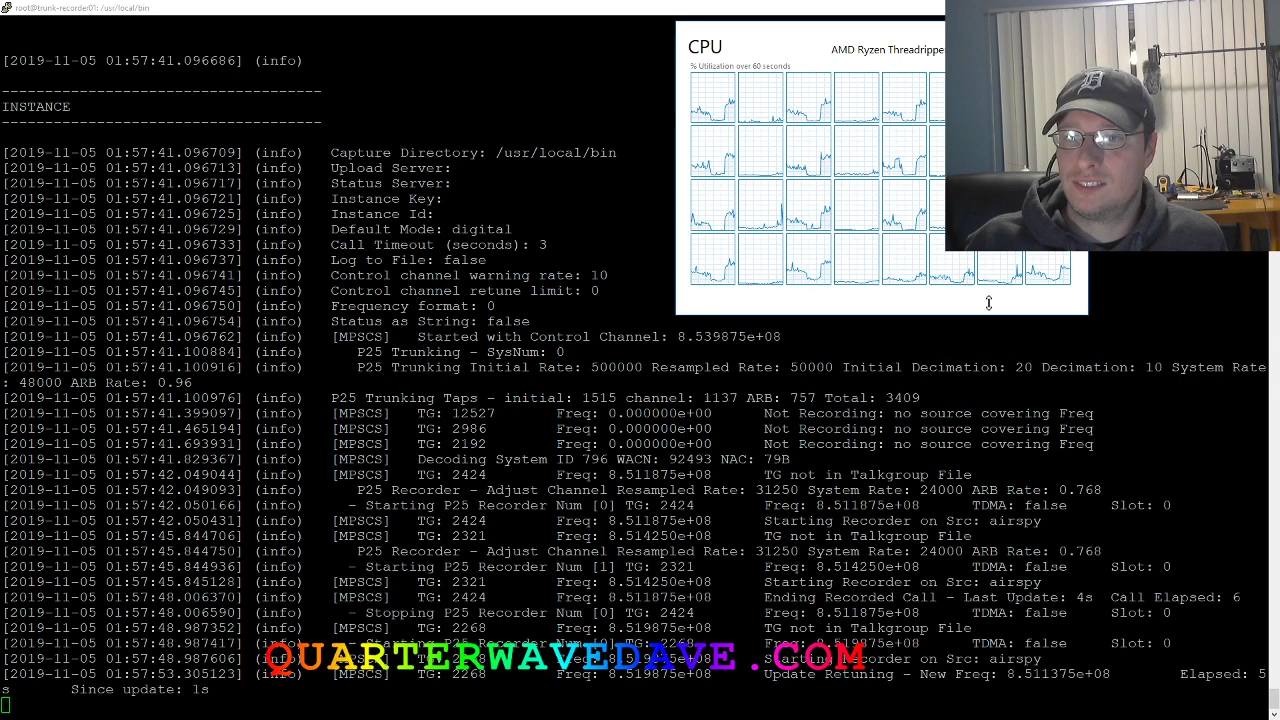 root@trunk-recorder01: /usr/local/bin
CPU
AMD Ryzen Threadripper
% Utilization over 60 seconds
[2019-11-05 01:57:41.096686] (info)
-------------------------------------
INSTANCE
-------------------------------------
[2019-11-05 01:57:41.096709] (info) Capture Directory: /usr/local/bin
[2019-11-05 01:57:41.096713] (info) Upload Server:
[2019-11-05 01:57:41.096717] (info) Status Server:
[2019-11-05 01:57:41.096721] (info) Instance Key:
[2019-11-05 01:57:41.096725] (info) Instance Id:
[2019-11-05 01:57:41.096729] (info) Default Mode: digital
[2019-11-05 01:57:41.096733] (info) Call Timeout (seconds): 3
[2019-11-05 01:57:41.096737] (info) Log to File: false
[2019-11-05 01:57:41.096741] (info) Control channel warning rate: 10
[2019-11-05 01:57:41.096745] (info) Control channel retune limit: 0
[2019-11-05 01:57:41.096750] (info) Frequency format: 0
[2019-11-05 01:57:41.096754] (info) Status as String: false
[2019-11-05 01:57:41.096762] (info) [MPSCS] Started with Control Channel: 8.539875e+08
[2019-11-05 01:57:41.100884] (info) P25 Trunking - SysNum: 0
[2019-11-05 01:57:41.100916] (info) P25 Trunking Initial Rate: 500000 Resampled Rate: 50000 Initial Decimation: 20 Decimation: 10 System Rate
: 48000 ARB Rate: 0.96
[2019-11-05 01:57:41.100976] (info) P25 Trunking Taps - initial: 1515 channel: 1137 ARB: 757 Total: 3409
[2019-11-05 01:57:41.399097] (info) [MPSCS] TG: 12527 Freq: 0.000000e+00 Not Recording: no source covering Freq
[2019-11-05 01:57:41.465194] (info) [MPSCS] TG: 2986 Freq: 0.000000e+00 Not Recording: no source covering Freq
[2019-11-05 01:57:41.693931] (info) [MPSCS] TG: 2192 Freq: 0.000000e+00 Not Recording: no source covering Freq
[2019-11-05 01:57:41.829367] (info) [MPSCS] Decoding System ID 796 WACN: 92493 NAC: 79B
[2019-11-05 01:57:42.049044] (info) [MPSCS] TG: 2424 Freq: 8.511875e+08 TG not in Talkgroup File
[2019-11-05 01:57:42.049093] (info) P25 Recorder - Adjust Channel Resampled Rate: 31250 System Rate: 24000 ARB Rate: 0.768
[2019-11-05 01:57:42.050166] (info) - Starting P25 Recorder Num [0] TG: 2424 Freq: 8.511875e+08 TDMA: false Slot: 0
[2019-11-05 01:57:42.050431] (info) [MPSCS] TG: 2424 Freq: 8.511875e+08 Starting Recorder on Src: airspy
[2019-11-05 01:57:45.844706] (info) [MPSCS] TG: 2321 Freq: 8.514250e+08 TG not in Talkgroup File
[2019-11-05 01:57:45.844750] (info) P25 Recorder - Adjust Channel Resampled Rate: 31250 System Rate: 24000 ARB Rate: 0.768
[2019-11-05 01:57:45.844936] (info) - Starting P25 Recorder Num [1] TG: 2321 Freq: 8.514250e+08 TDMA: false Slot: 0
[2019-11-05 01:57:45.845128] (info) [MPSCS] TG: 2321 Freq: 8.514250e+08 Starting Recorder on Src: airspy
[2019-11-05 01:57:48.006370] (info) [MPSCS] TG: 2424 Freq: 8.511875e+08 Ending Recorded Call - Last Update: 4s Call Elapsed: 6
[2019-11-05 01:57:48.006590] (info) - Stopping P25 Recorder Num [0] TG: 2424 Freq: 8.511875e+08 TDMA: false Slot: 0
[2019-11-05 01:57:48.987352] (info) [MPSCS] TG: 2268 Freq: 8.519875e+08 TG not in Talkgroup File
[2019-11-05 01:57:48.987417] (info) - Starting P25 Recorder Num [0] TG: 2268 Freq: 8.519875e+08 TDMA: false Slot: 0
QUARTERWAVEDAVE.COM
[2019-11-05 01:57:48.987606] Starting Recorder on Src: airspy
[2019-11-05 01:57:53.305123] (info) [MPSCS] TG: 2268 Freq: 8.519875e+08 Update Retuning - New Freq: 8.511375e+08 Elapsed: 5
s Since update: 1s